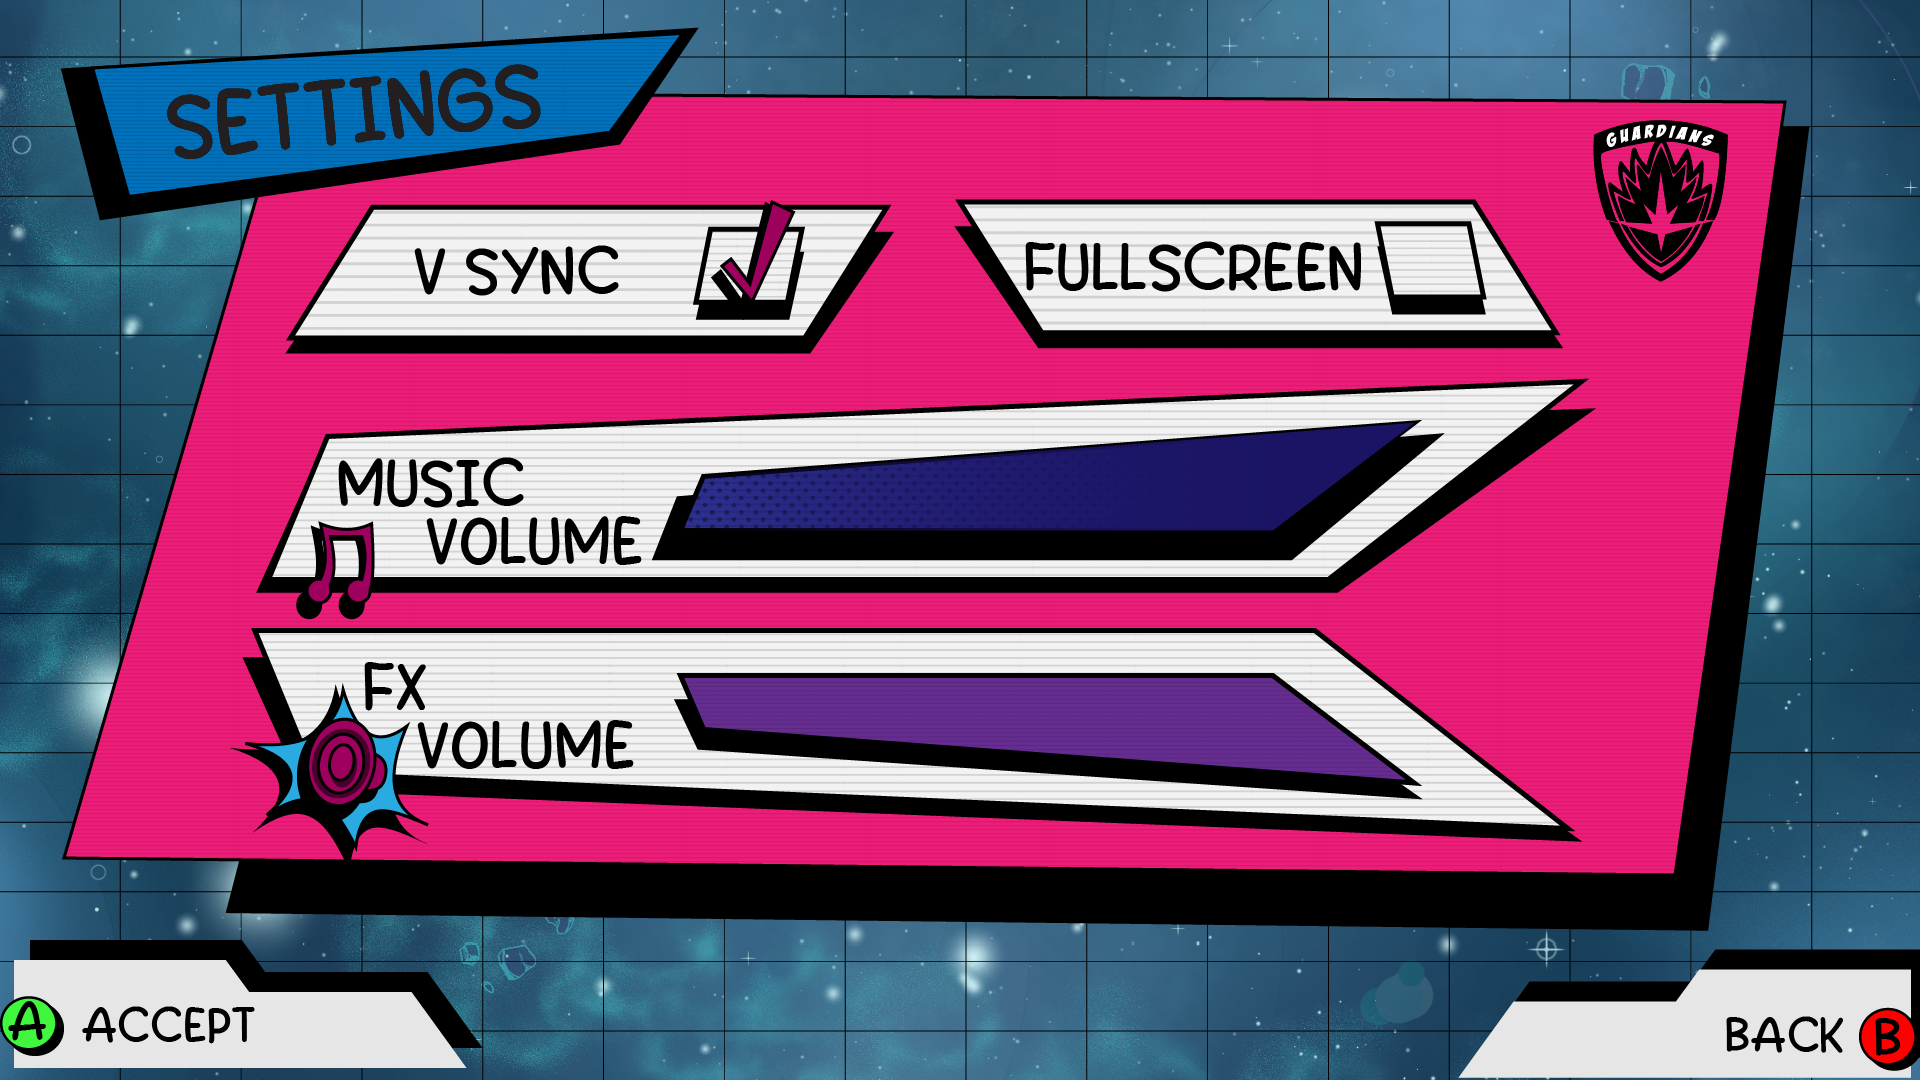 SETTINGS
GUARDIANS
V SYNC
FULLSCREEN
MUSIC
VOLUME
FX
VOLUME
A ACCEPT
BACK B